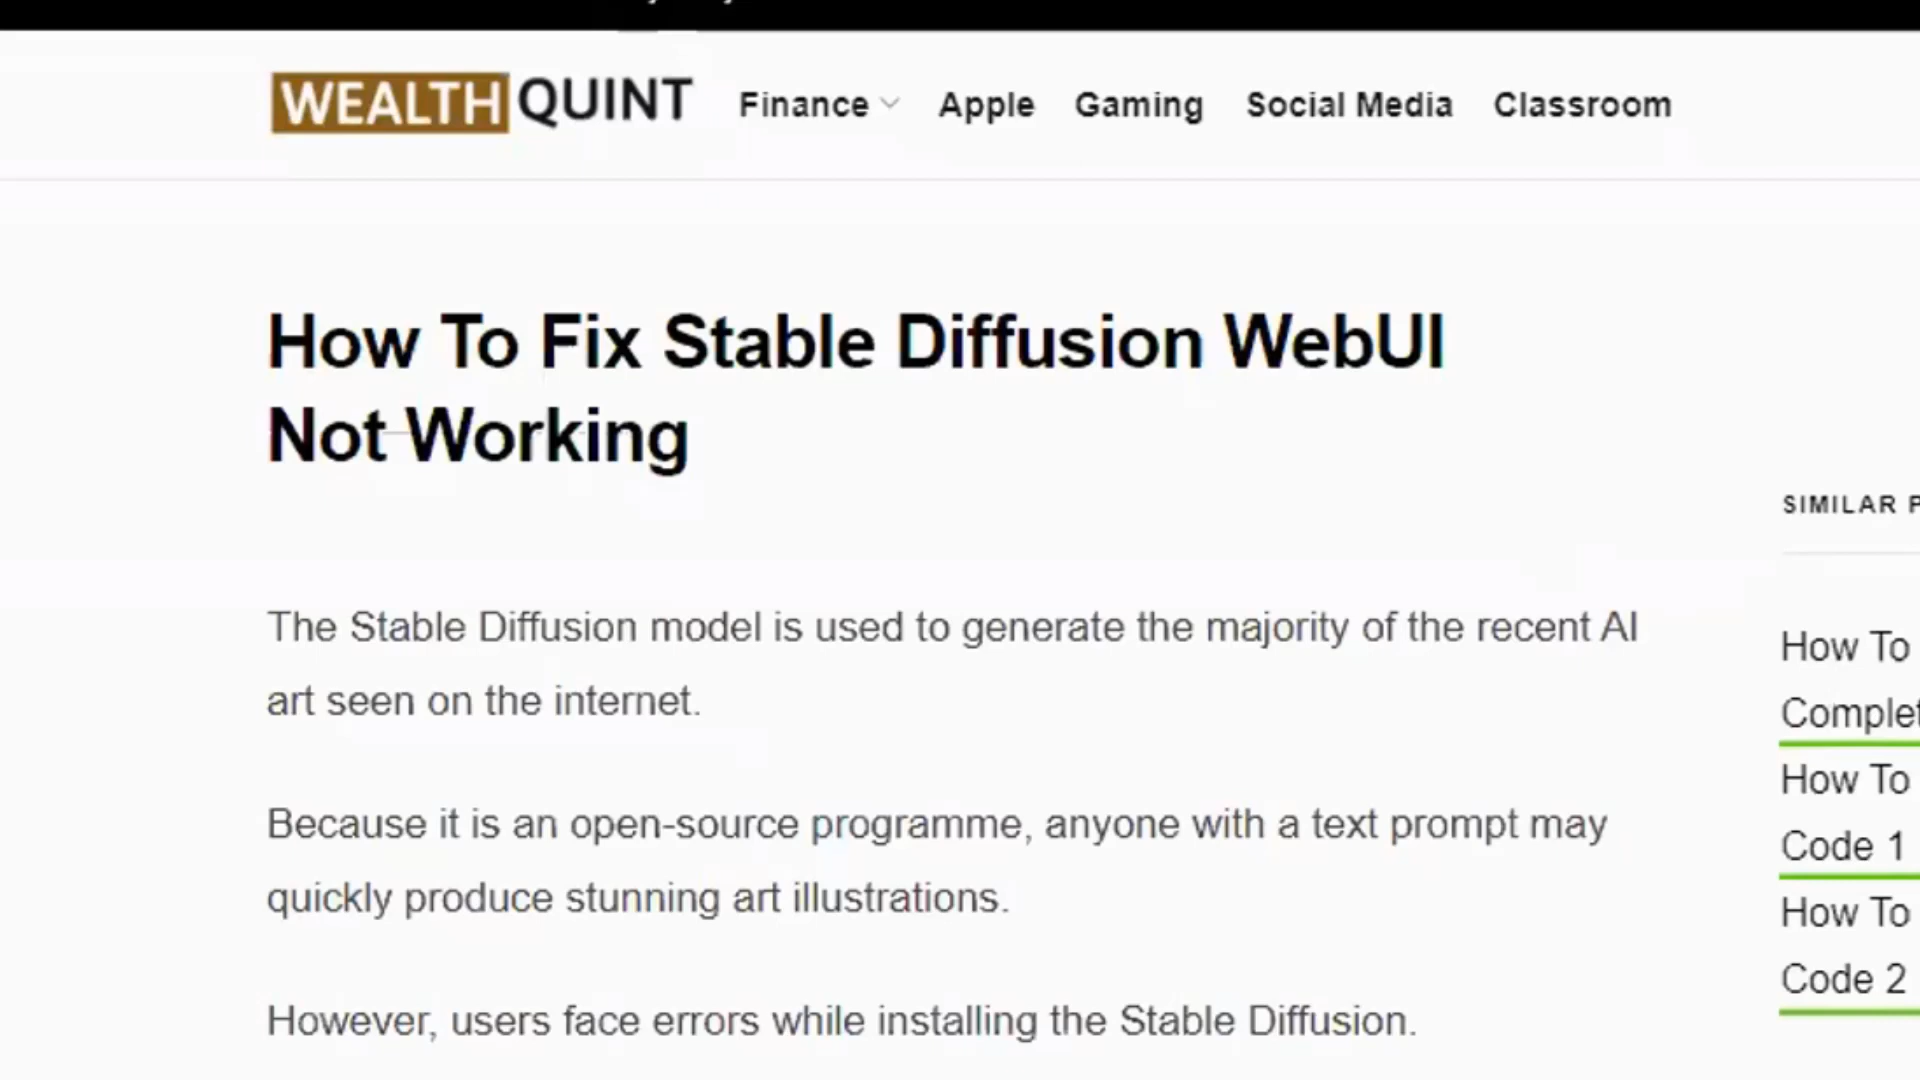 WEALTH QUINT Finance Apple Gaming Social Media Classroom
How To Fix Stable Diffusion WebUI
Not Working
The Stable Diffusion model is used to generate the majority of the recent AI
art seen on the internet.
Because it is an open-source programme, anyone with a text prompt may
quickly produce stunning art illustrations.
However, users face errors while installing the Stable Diffusion.
SIMILAR
How To
How To
Code 1
How To
Code 2